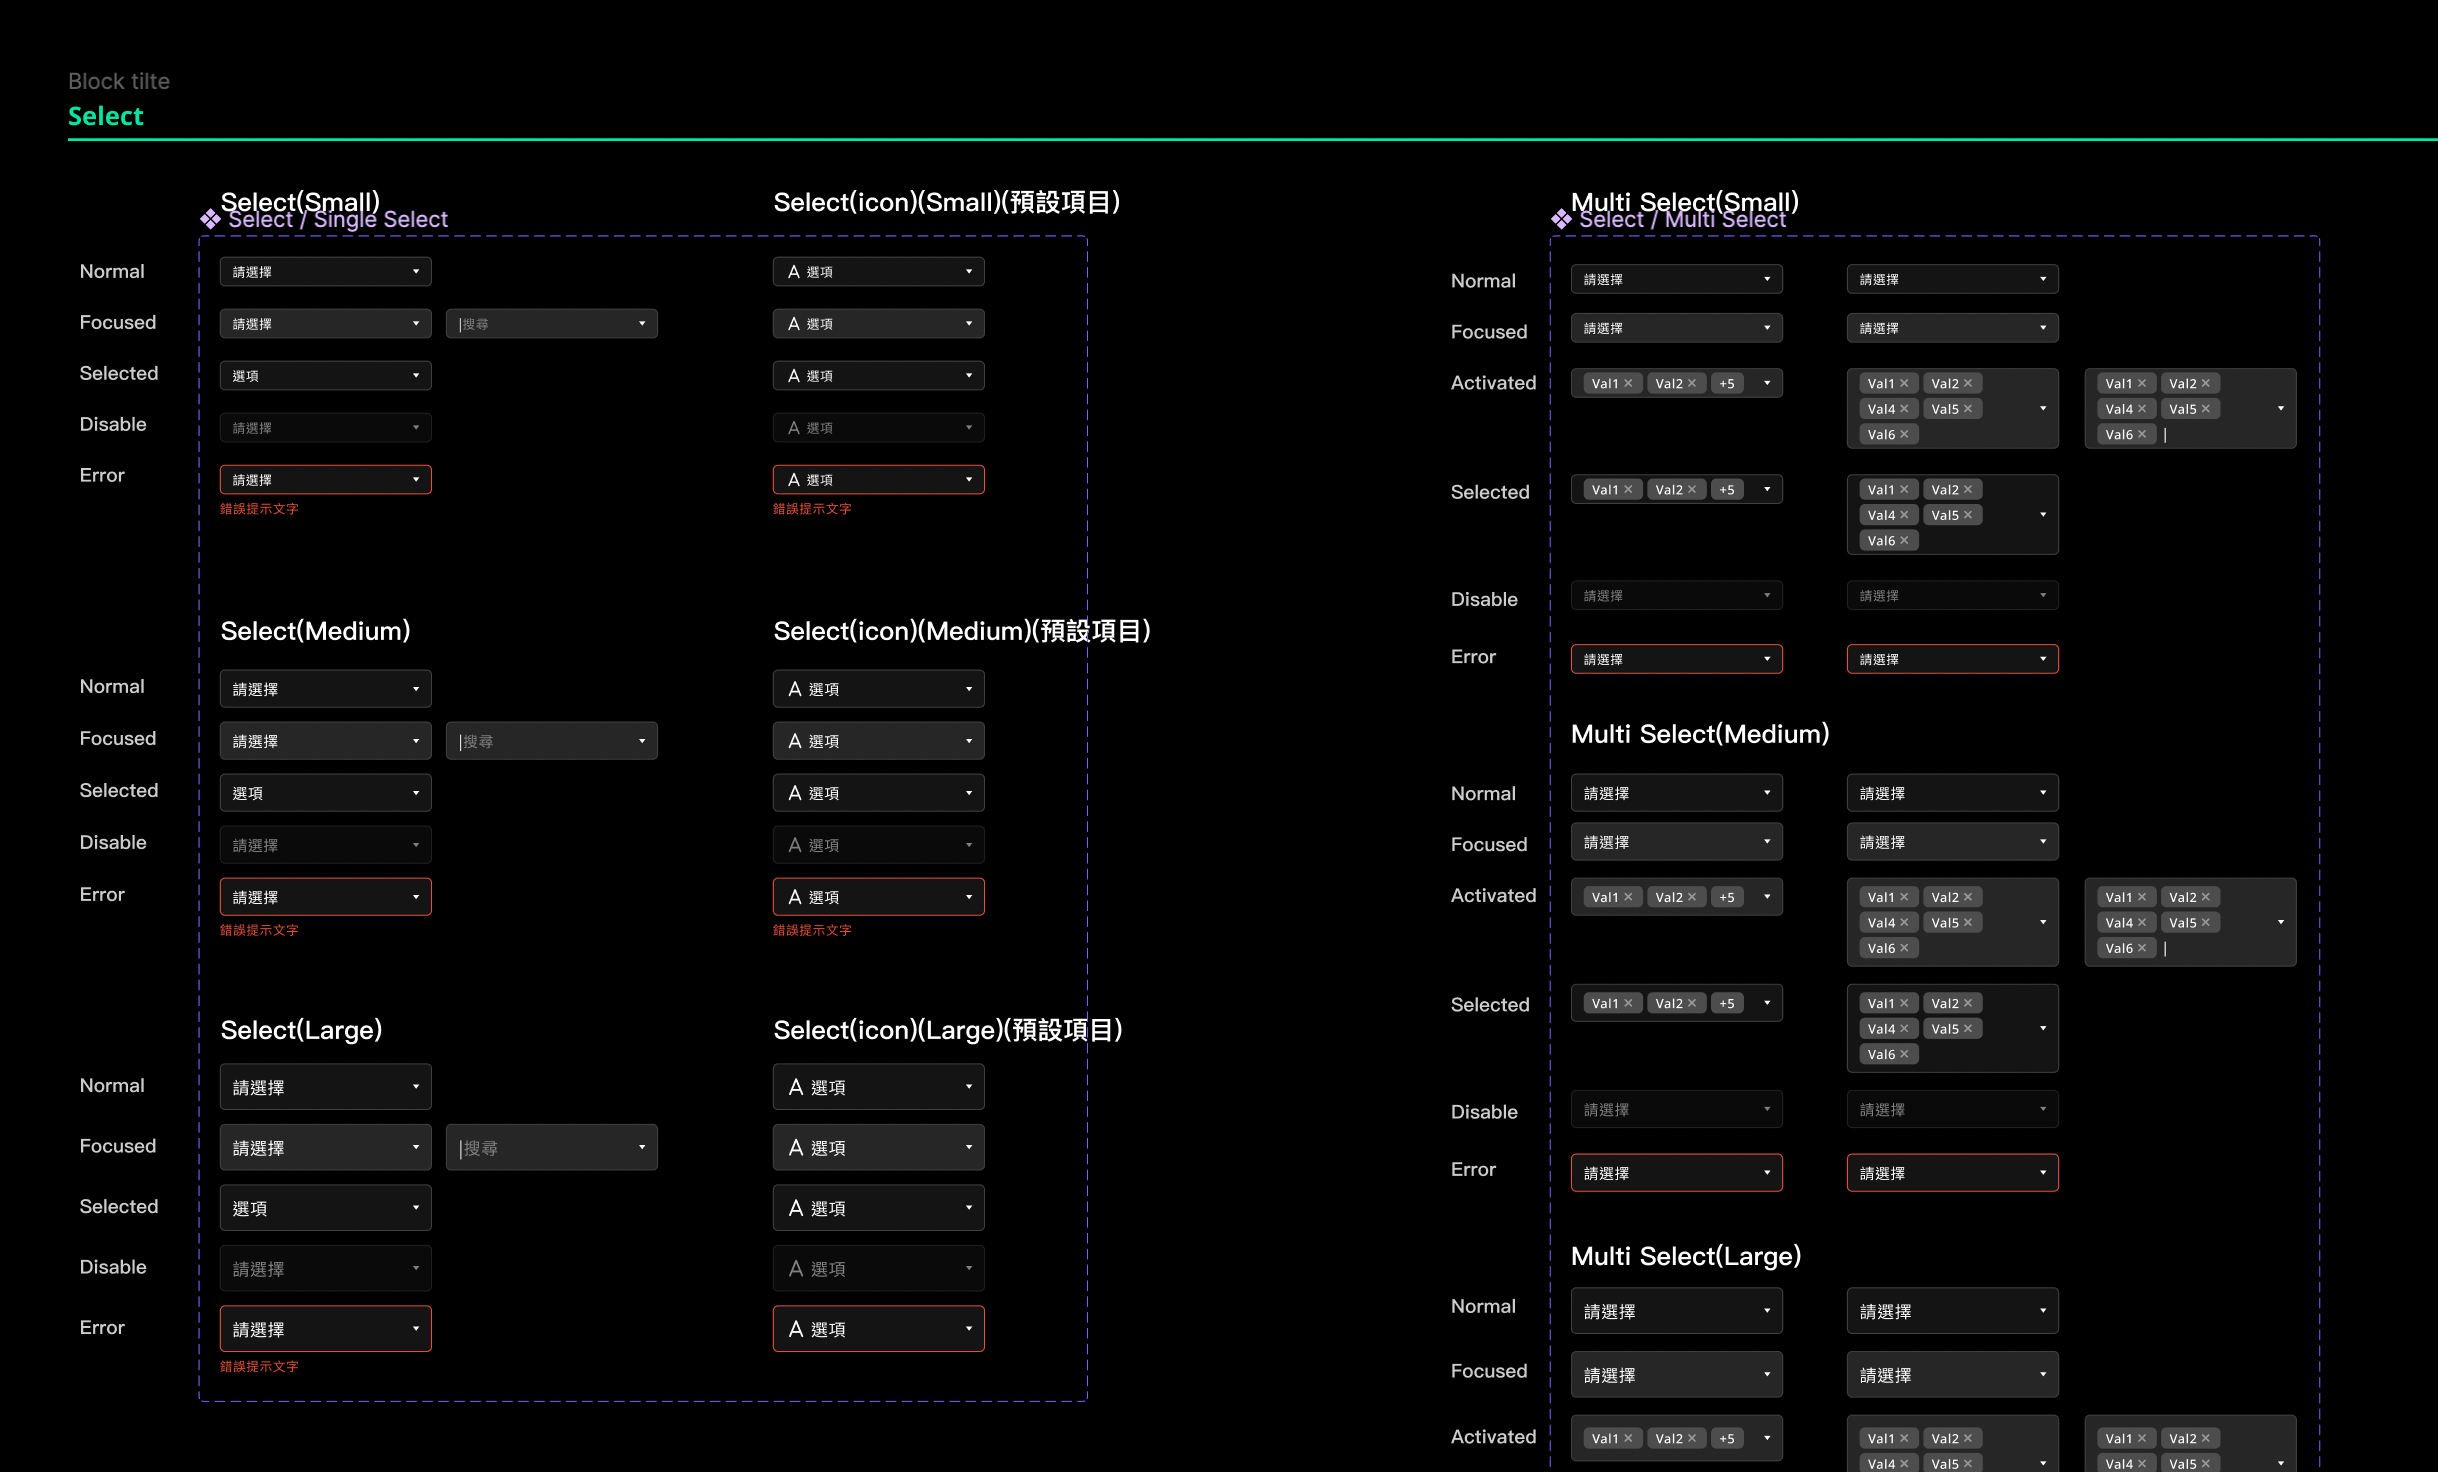 Block tilte
Select
Select(Small)
Select(icon)(Small)(預設項目)
Select / Single Select
Normal
請選擇
A 選項
Focused
請選擇
搜尋
A 選項
Selected
選項
A 選項
Disable
請選擇
A 選項
Error
請選擇
A 選項
錯誤提示文字
錯誤提示文字
Select(Medium)
Select(icon)(Medium)(預設項目)
Normal
請選擇
A 選項
Focused
請選擇
搜尋
A 選項
Selected
選項
A 選項
Disable
請選擇
A 選項
Error
請選擇
A 選項
錯誤提示文字
錯誤提示文字
Select(Large)
Select(icon)(Large)(預設項目)
Normal
請選擇
A 選項
Focused
請選擇
搜尋
A 選項
Selected
選項
A 選項
Disable
請選擇
A 選項
Error
請選擇
A 選項
錯誤提示文字
Multi Select(Small)
Select / Multi Select
Normal
請選擇
請選擇
Focused
請選擇
請選擇
Activated
Val1 × Val2 × +5
Val1 × Val2 ×
Val4 × Val5 ×
Val6 ×
Val1 × Val2 ×
Val4 × Val5 ×
Val6 ×
Selected
Val1 × Val2 × +5
Val1 × Val2 ×
Val4 × Val5 ×
Val6 ×
Disable
請選擇
請選擇
Error
請選擇
請選擇
Multi Select(Medium)
Normal
請選擇
請選擇
Focused
請選擇
請選擇
Activated
Val1 × Val2 × +5
Val1 × Val2 ×
Val4 × Val5 ×
Val6 ×
Val1 × Val2 ×
Val4 × Val5 ×
Val6 ×
Selected
Val1 × Val2 × +5
Val1 × Val2 ×
Val4 × Val5 ×
Val6 ×
Disable
請選擇
請選擇
Error
請選擇
請選擇
Multi Select(Large)
Normal
請選擇
請選擇
Focused
請選擇
請選擇
Activated
Val1 × Val2 × +5
Val1 × Val2 ×
Val4 × Val5 ×
Val1 × Val2 ×
Val4 × Val5 ×